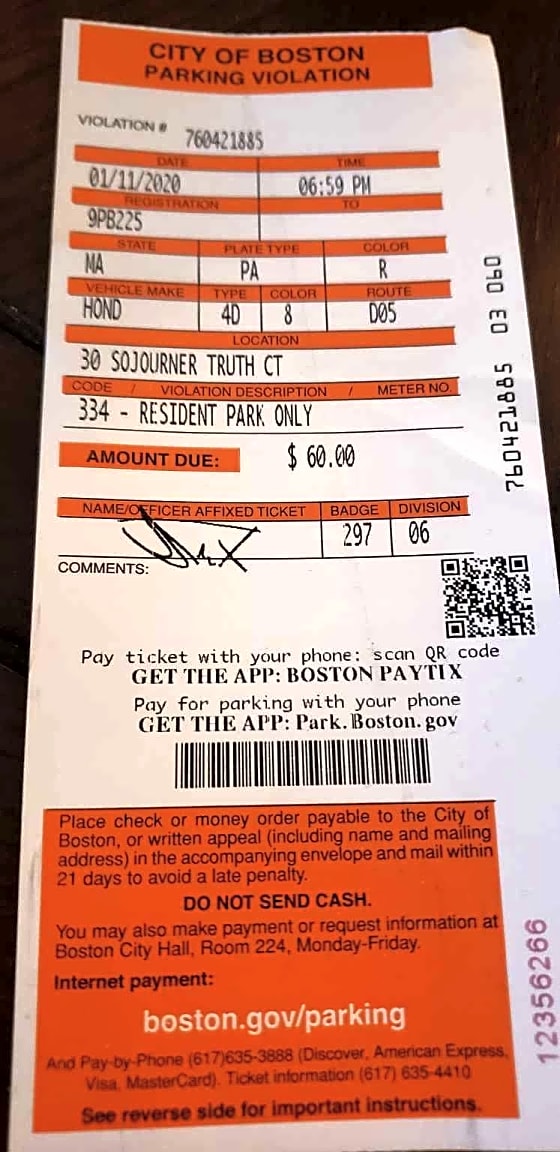 CITY OF BOSTON
PARKING VIOLATION
VIOLATION # 760421885
DATE TIME
01/11/2020 06:59 PM
REGISTRATION TO
9PB225
STATE PLATE TYPE COLOR
MA PA R
VEHICLE MAKE TYPE COLOR ROUTE
HOND 4D 8 D05
LOCATION
30 SOJOURNER TRUTH CT
CODE / VIOLATION DESCRIPTION / METER NO.
334 - RESIDENT PARK ONLY
AMOUNT DUE: $ 60.00
NAME/OFFICER AFFIXED TICKET BADGE DIVISION
297 06
COMMENTS:
760421885 03 060
Pay ticket with your phone: scan QR code
GET THE APP: BOSTON PAYTIX
Pay for parking with your phone
GET THE APP: Park.Boston.gov
Place check or money order payable to the City of
Boston, or written appeal (including name and mailing
address) in the accompanying envelope and mail within
21 days to avoid a late penalty.
DO NOT SEND CASH.
You may also make payment or request information at
Boston City Hall, Room 224, Monday-Friday.
Internet payment:
boston.gov/parking
And Pay-by-Phone (617)635-3888 (Discover, American Express,
Visa, MasterCard). Ticket information (617) 635-4410
See reverse side for important instructions.
12356266